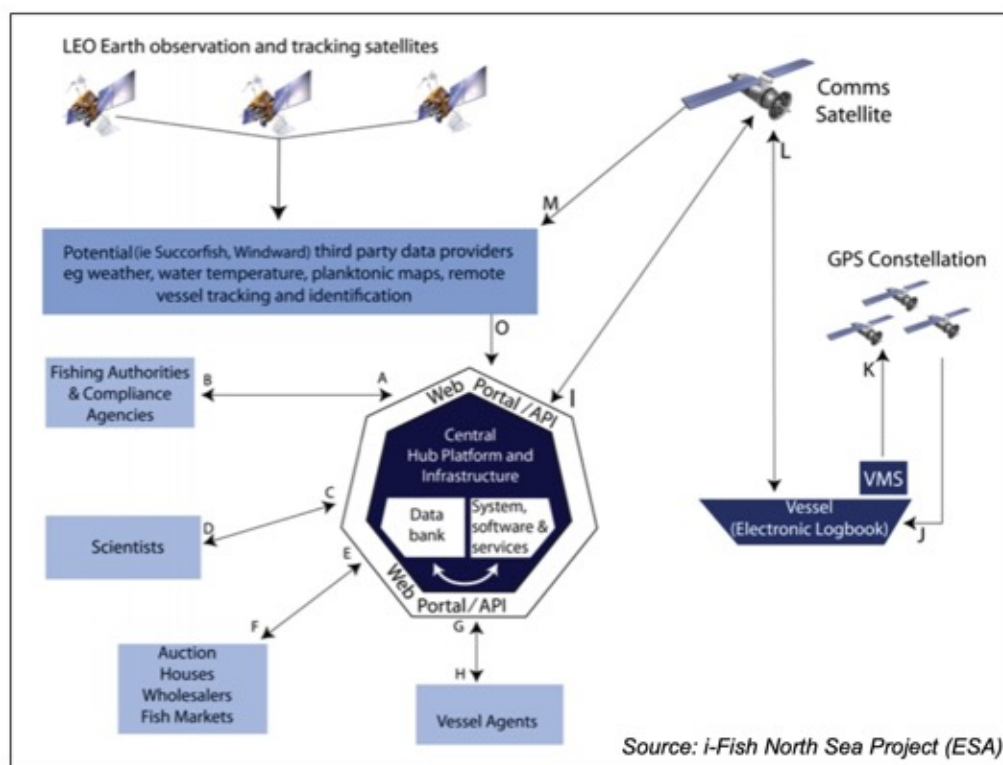 LEO Earth observation and tracking satellites
Comms
Satellite
L
M
Potential (ie Succorfish, Windward) third party data providers
eg weather, water temperature, planktonic maps, remote
vessel tracking and identification
GPS Constellation
O
K
Fishing Authorities
& Compliance
Agencies
B
A
Web Portal/API
I
Central
Hub Platform and
Infrastructure
Data
bank
System,
software &
services
Web Portal/API
VMS
Vessel
(Electronic Logbook)
J
C
D
Scientists
E
F
G
H
Auction
Houses
Wholesalers
Fish Markets
Vessel Agents
Source: i-Fish North Sea Project (ESA)